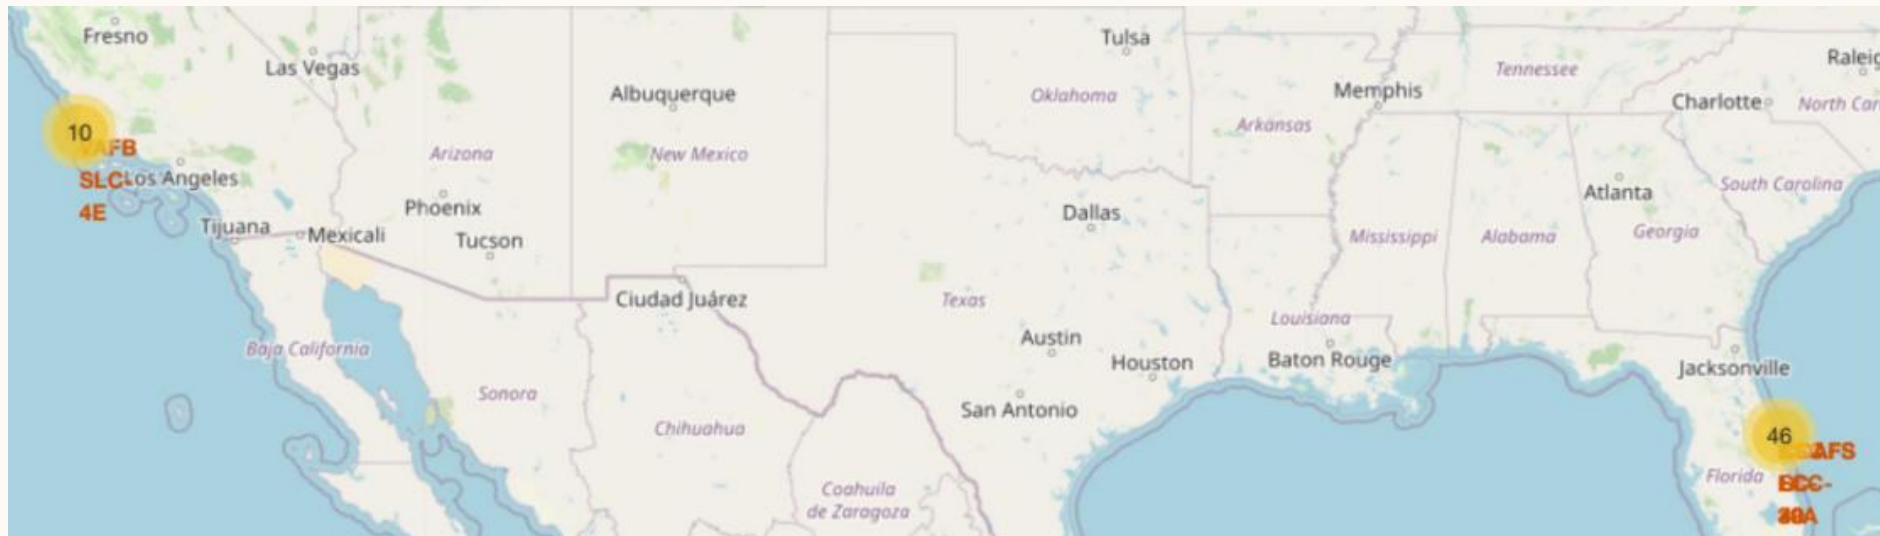 Fresno
Las Vegas
Albuquerque
Tulsa
Memphis
Tennessee
Charlotte
Raleig
North Car
Oklahoma
Arkansas
10
AFB
SLC-
4E
Los Angeles
Arizona
New Mexico
Phoenix
Tucson
Tijuana
Mexicali
Dallas
Atlanta
South Carolina
Mississippi
Alabama
Georgia
Ciudad Juárez
Texas
Louisiana
Baja California
Austin
Houston
Baton Rouge
Jacksonville
Sonora
Chihuahua
San Antonio
46
AFS
Florida
Coahuila
de Zaragoza